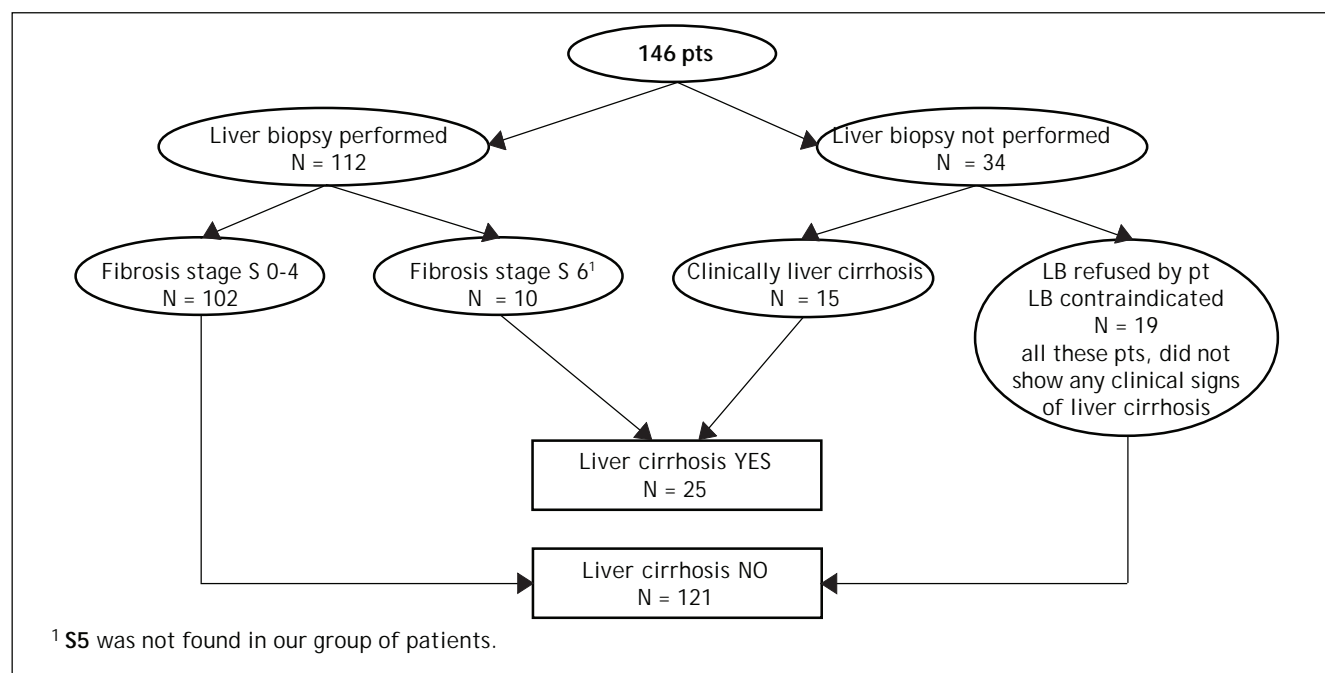 146 pts
Liver biopsy performed
N = 112
Liver biopsy not performed
N = 34
Fibrosis stage S 0-4
N = 102
Fibrosis stage S 6¹
N = 10
Clinically liver cirrhosis
N = 15
LB refused by pt
LB contraindicated
N = 19
all these pts, did not
show any clinical signs
of liver cirrhosis
Liver cirrhosis YES
N = 25
Liver cirrhosis NO
N = 121
¹ S5 was not found in our group of patients.